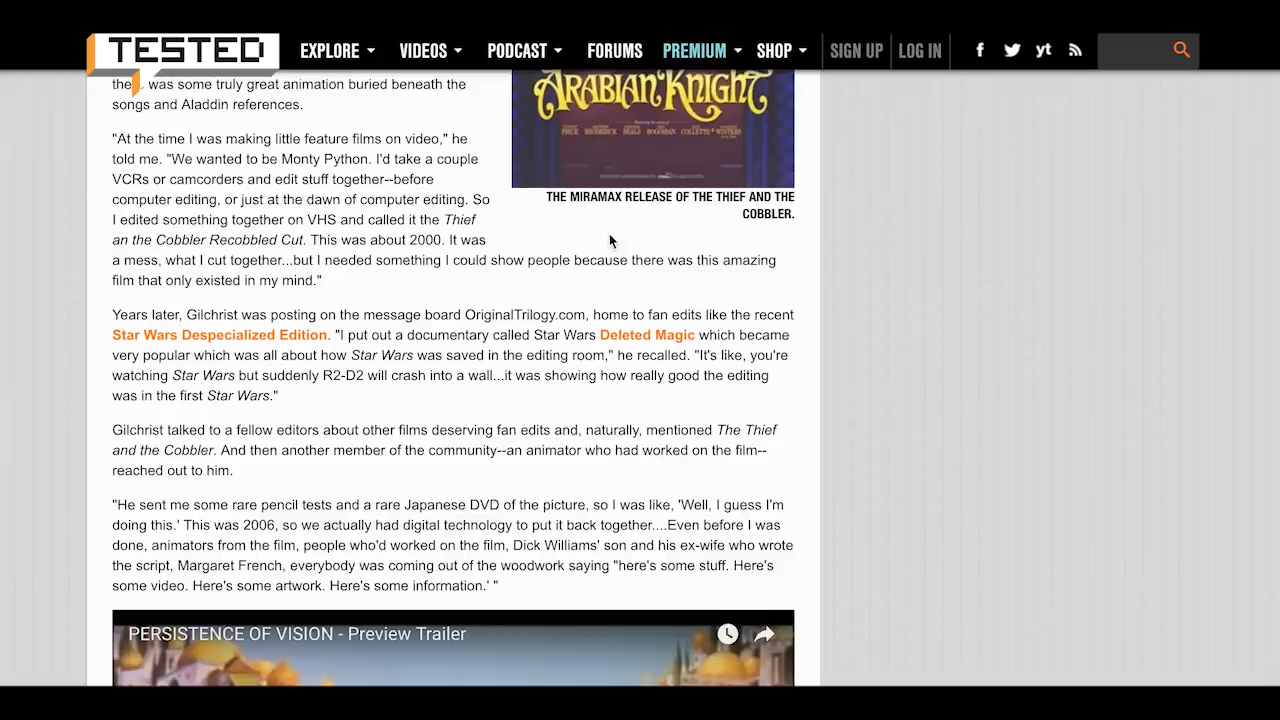 TESTED
EXPLORE
VIDEOS
PODCAST
FORUMS
PREMIUM
SHOP
SIGN UP
LOG IN
yt
was some truly great animation buried beneath the
songs and Aladdin references.
ARABIAN KNIGHT
THE MIRAMAX RELEASE OF THE THIEF AND THE
COBBLER.
"At the time I was making little feature films on video," he
told me. "We wanted to be Monty Python. I'd take a couple
VCRs or camcorders and edit stuff together--before
computer editing, or just at the dawn of computer editing. So
I edited something together on VHS and called it the Thief
an the Cobbler Recobbled Cut. This was about 2000. It was
a mess, what I cut together...but I needed something I could show people because there was this amazing
film that only existed in my mind."
Years later, Gilchrist was posting on the message board OriginalTrilogy.com, home to fan edits like the recent
Star Wars Despecialized Edition. "I put out a documentary called Star Wars Deleted Magic which became
very popular which was all about how Star Wars was saved in the editing room," he recalled. "It's like, you're
watching Star Wars but suddenly R2-D2 will crash into a wall...it was showing how really good the editing
was in the first Star Wars."
Gilchrist talked to a fellow editors about other films deserving fan edits and, naturally, mentioned The Thief
and the Cobbler. And then another member of the community--an animator who had worked on the film--
reached out to him.
"He sent me some rare pencil tests and a rare Japanese DVD of the picture, so I was like, 'Well, I guess I'm
doing this.' This was 2006, so we actually had digital technology to put it back together....Even before I was
done, animators from the film, people who'd worked on the film, Dick Williams' son and his ex-wife who wrote
the script, Margaret French, everybody was coming out of the woodwork saying "here's some stuff. Here's
some video. Here's some artwork. Here's some information.' "
PERSISTENCE OF VISION - Preview Trailer